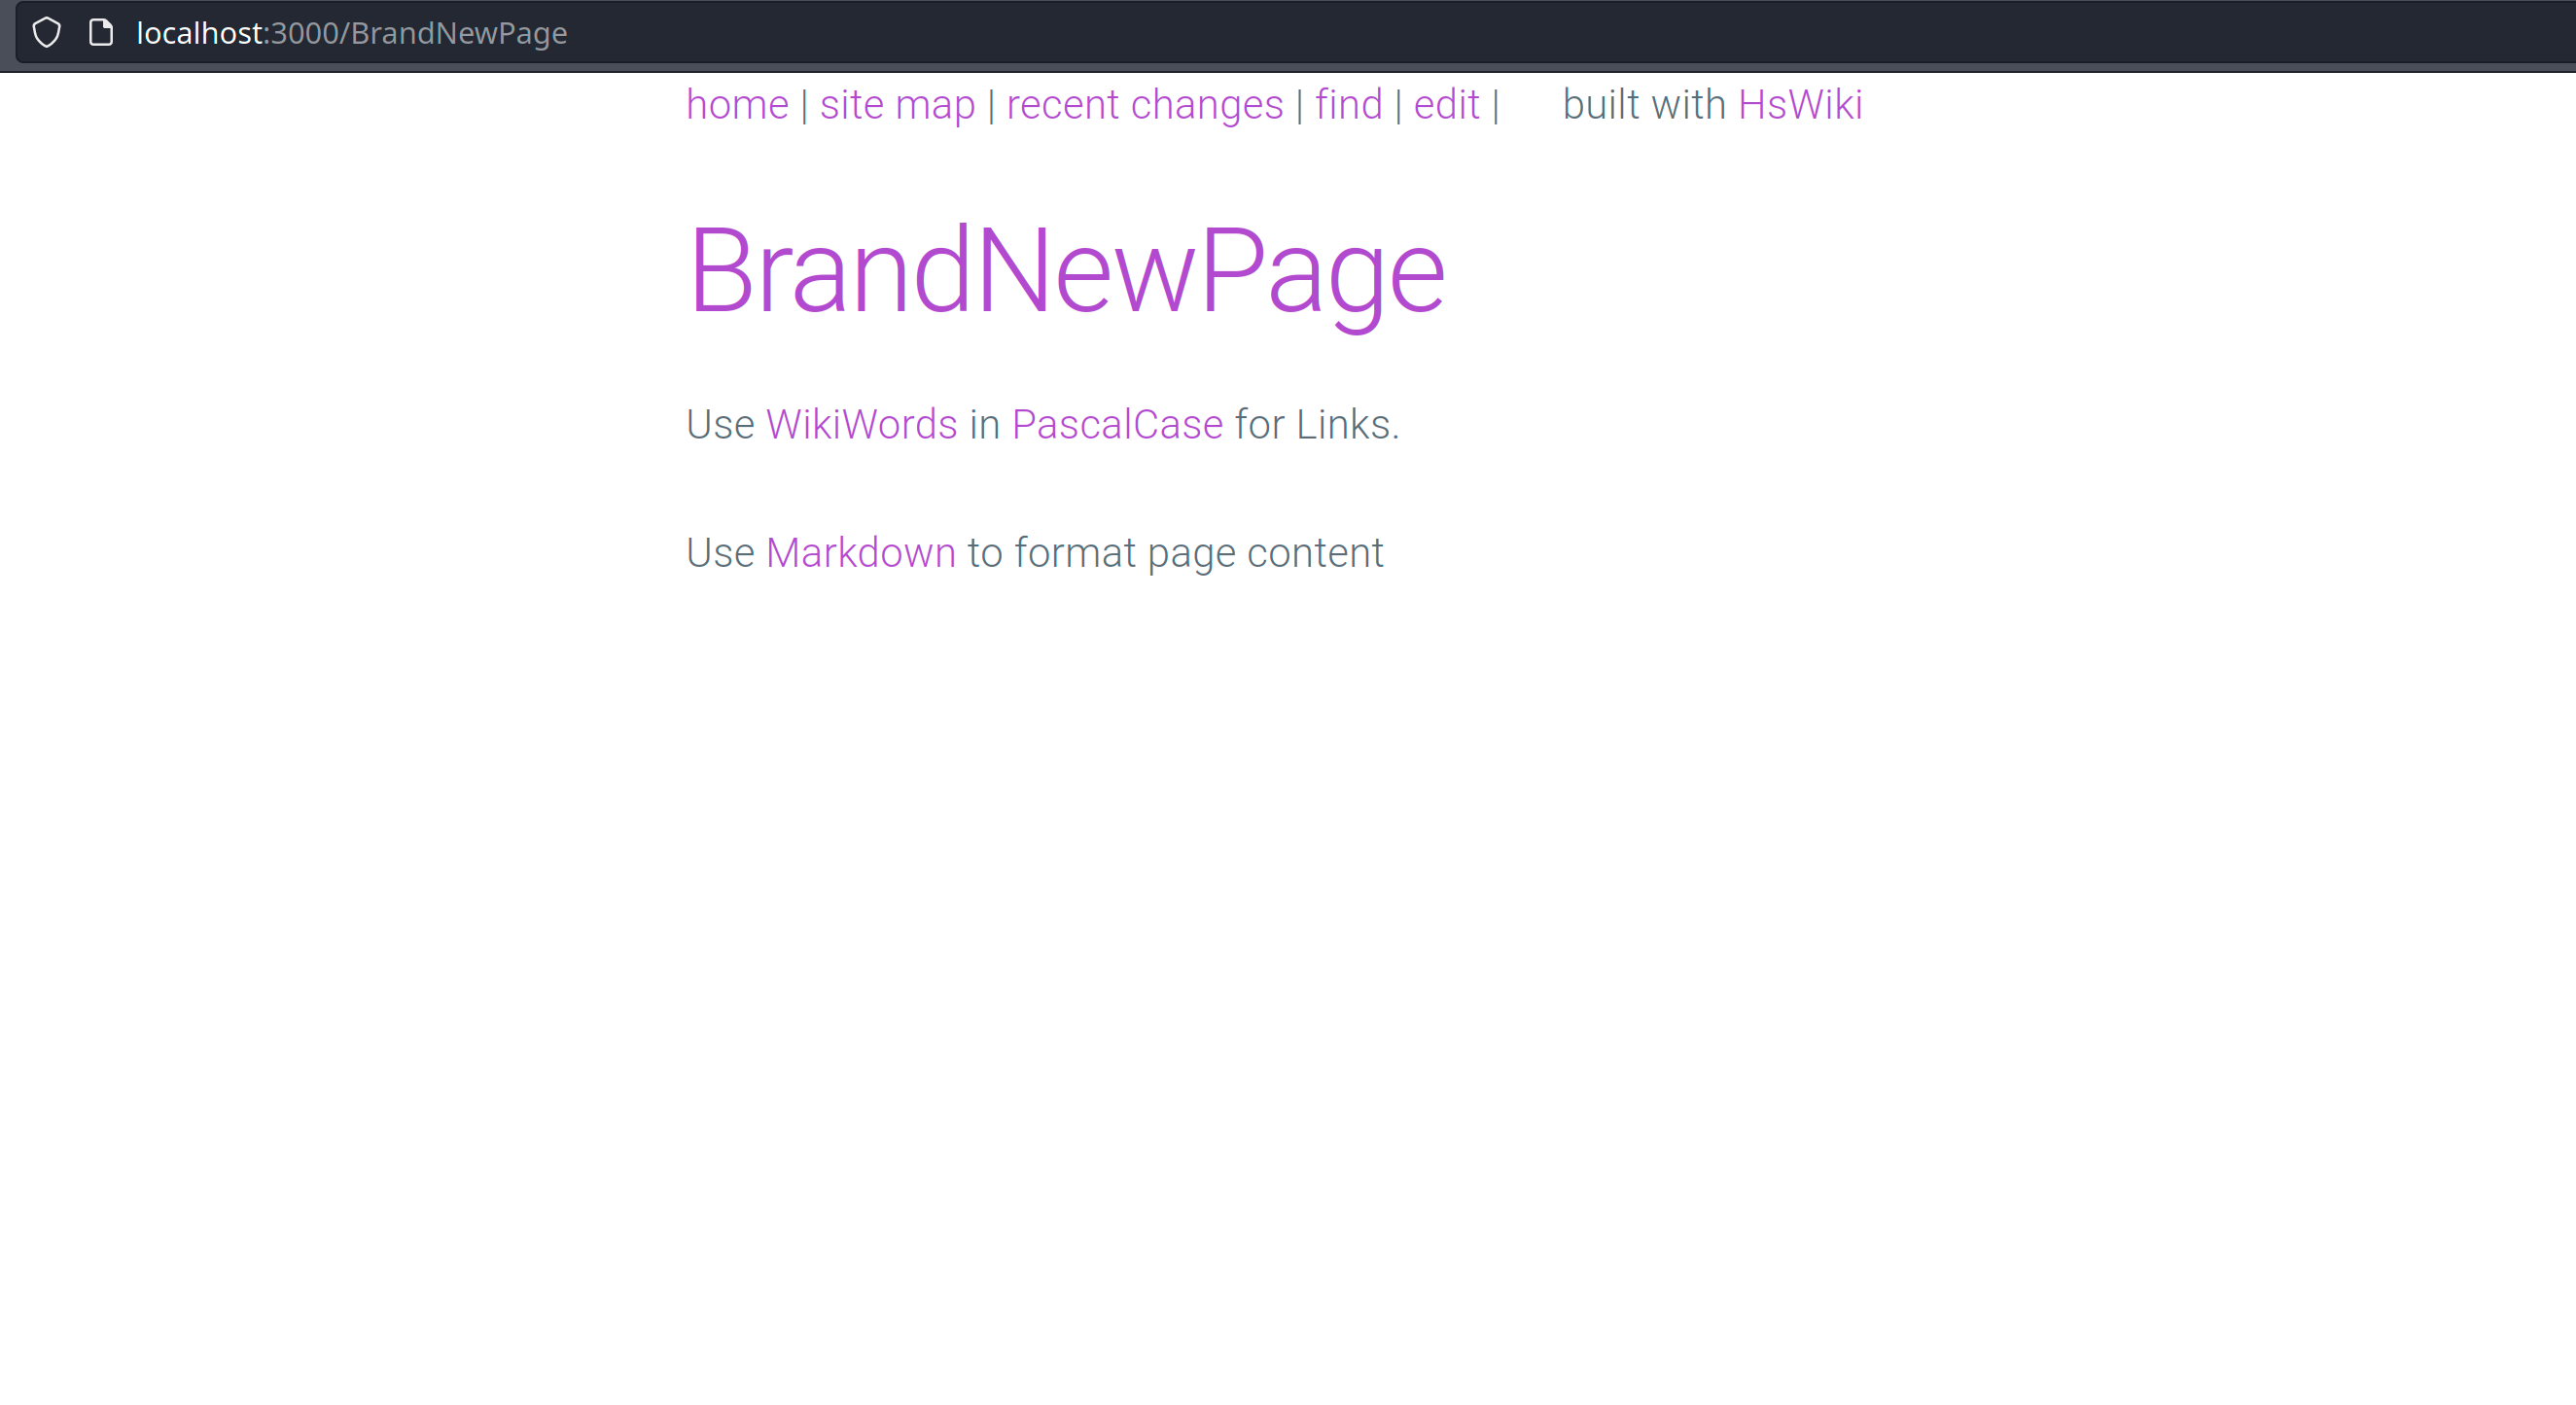 localhost:3000/BrandNewPage
home | site map | recent changes | find | edit | built with HsWiki
BrandNewPage
Use WikiWords in PascalCase for Links.
Use Markdown to format page content